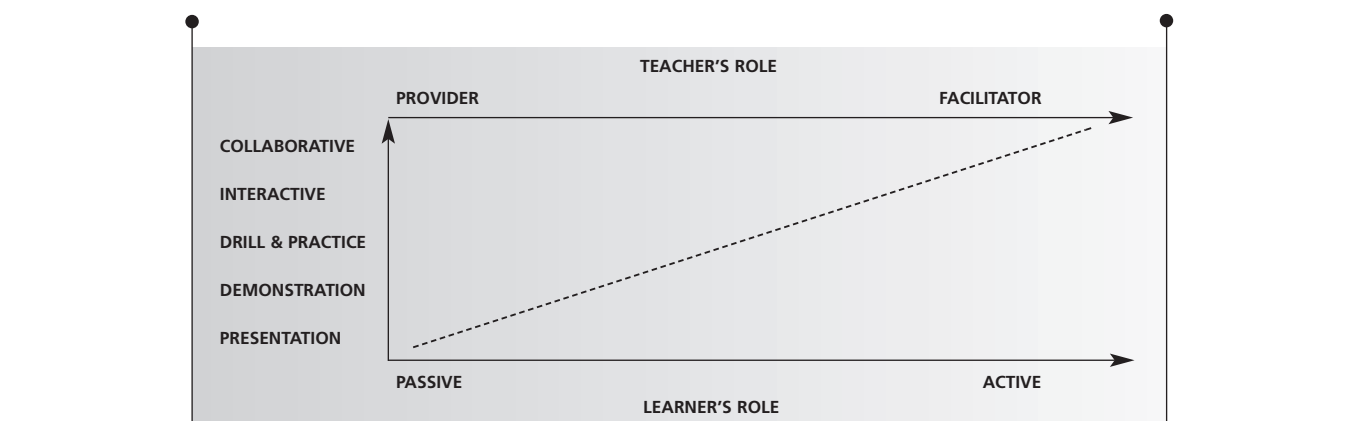 TEACHER’S ROLE
PROVIDER FACILITATOR
COLLABORATIVE
INTERACTIVE
DRILL & PRACTICE
DEMONSTRATION
PRESENTATION
PASSIVE ACTIVE
LEARNER’S ROLE